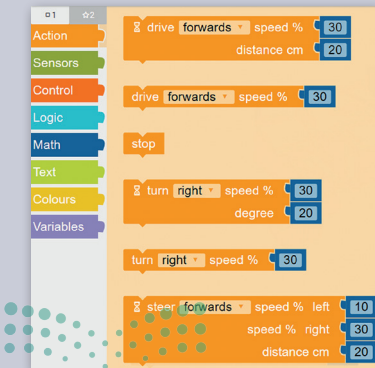 1 2
Action
Sensors
Control
Logic
Math
Text
Colours
Variables
drive forwards speed % 30
distance cm 20
drive forwards speed % 30
stop
turn right speed % 30
degree 20
turn right speed % 30
steer forwards speed % left 10
speed % right 30
distance cm 20